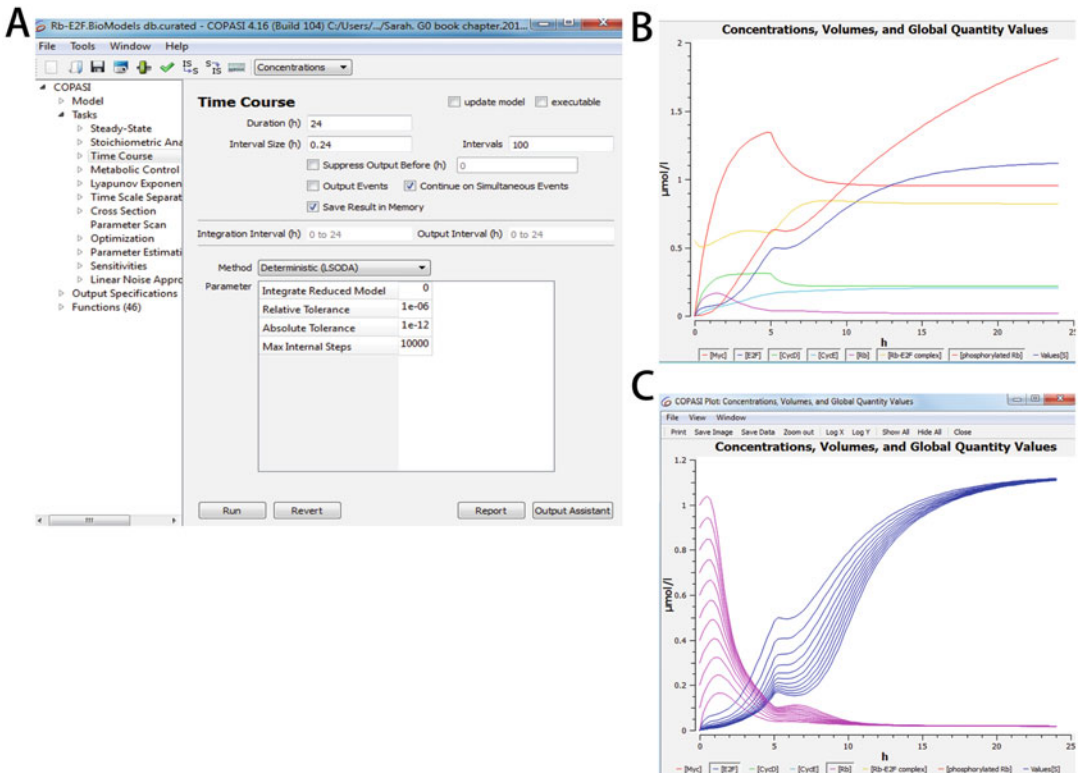 A
Rb-E2F.BioModels db.curated - COPASI 4.16 (Build 104) C:/Users/.../Sarah. G0 book chapter.201...
File Tools Window Help
Concentrations
COPASI
Model
Tasks
Steady-State
Stoichiometric Ana
Time Course
Metabolic Control
Lyapunov Exponen
Time Scale Separat
Cross Section
Parameter Scan
Optimization
Parameter Estimati
Sensitivities
Linear Noise Appro
Output Specifications
Functions (46)
Time Course
update model executable
Duration (h) 24
Interval Size (h) 0.24 Intervals 100
Suppress Output Before (h) 0
Output Events Continue on Simultaneous Events
Save Result in Memory
Integration Interval (h) 0 to 24 Output Interval (h) 0 to 24
Method Deterministic (LSODA)
Parameter
Integrate Reduced Model 0
Relative Tolerance 1e-06
Absolute Tolerance 1e-12
Max Internal Steps 10000
Run Revert Report Output Assistant
B
Concentrations, Volumes, and Global Quantity Values
2
1.5
1
0.5
0
µmol/l
0 5 10 15 20 25
h
[Myc] [E2F] [CycD] [CycE] [Rb] [Rb-E2F complex] [phosphorylated Rb] Values[S]
C
COPASI Plot: Concentrations, Volumes, and Global Quantity Values
File View Window
Print Save Image Save Data Zoom out Log X Log Y Show All Hide All Close
Concentrations, Volumes, and Global Quantity Values
1.2
1
0.8
0.6
0.4
0.2
0
µmol/l
0 5 10 15 20 25
h
[Myc] [E2F] [CycD] [CycE] [Rb] [Rb-E2F complex] [phosphorylated Rb] Values[S]